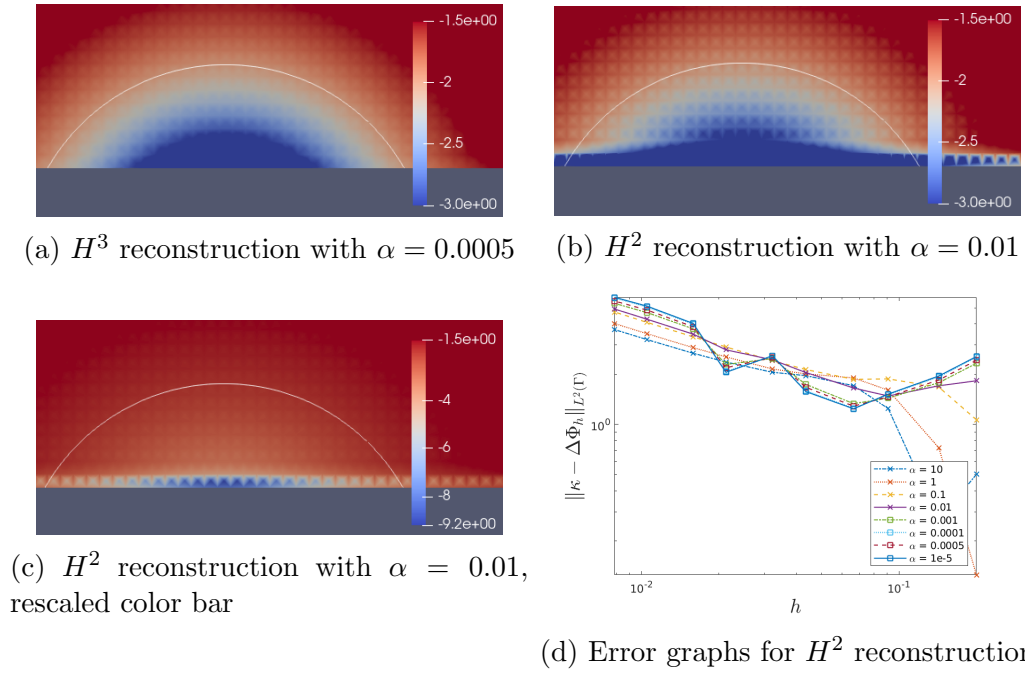 -1.5e+00
-2
-2.5
-3.0e+00
(a) H³ reconstruction with α = 0.0005
-1.5e+00
-2
-2.5
-3.0e+00
(b) H² reconstruction with α = 0.01
-1.5e+00
-4
-6
-8
-9.2e+00
(c) H² reconstruction with α = 0.01,
rescaled color bar
‖κ − ΔΦₕ‖L²(Γ)
10⁰
α = 10
α = 1
α = 0.1
α = 0.01
α = 0.001
α = 0.0001
α = 0.0005
α = 1e-5
10⁻²
10⁻¹
h
(d) Error graphs for H² reconstruction